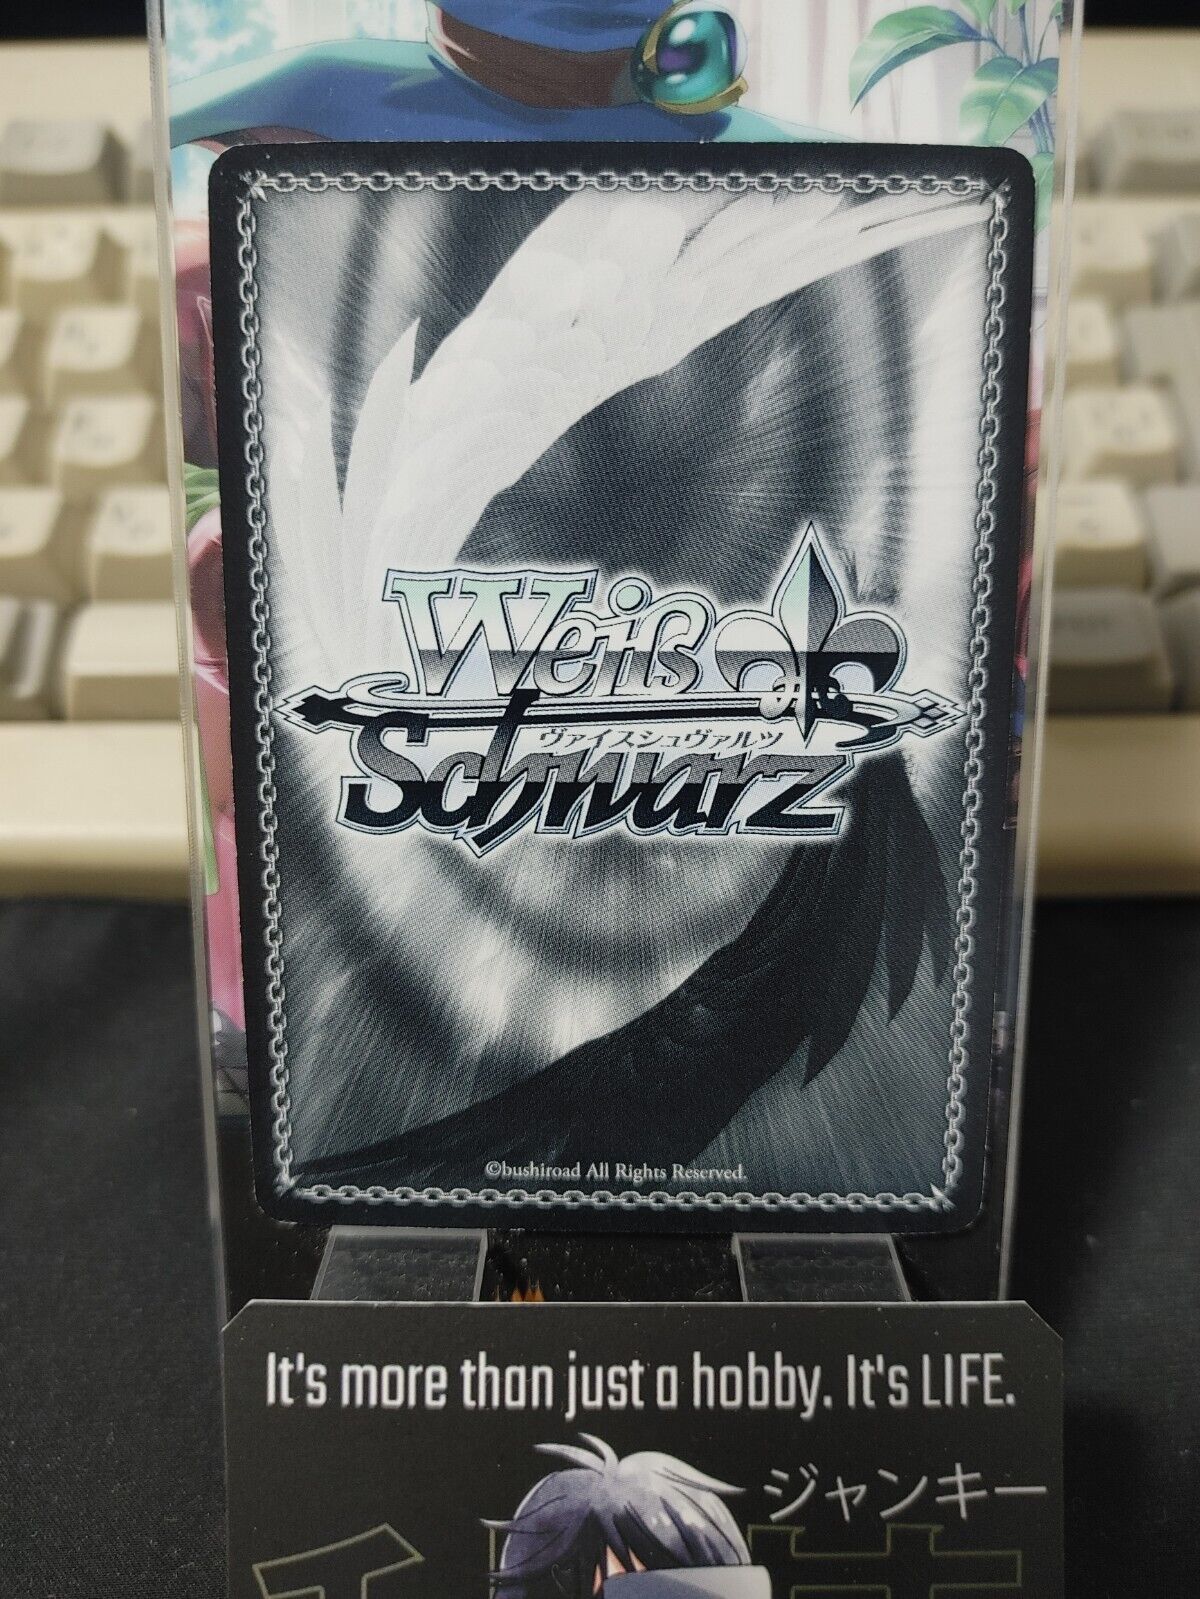 Weiß
Schwarz
ヴァイスシュヴァルツ
©bushiroad All Rights Reserved.
It's more than just a hobby. It's LIFE.
ジャンキー